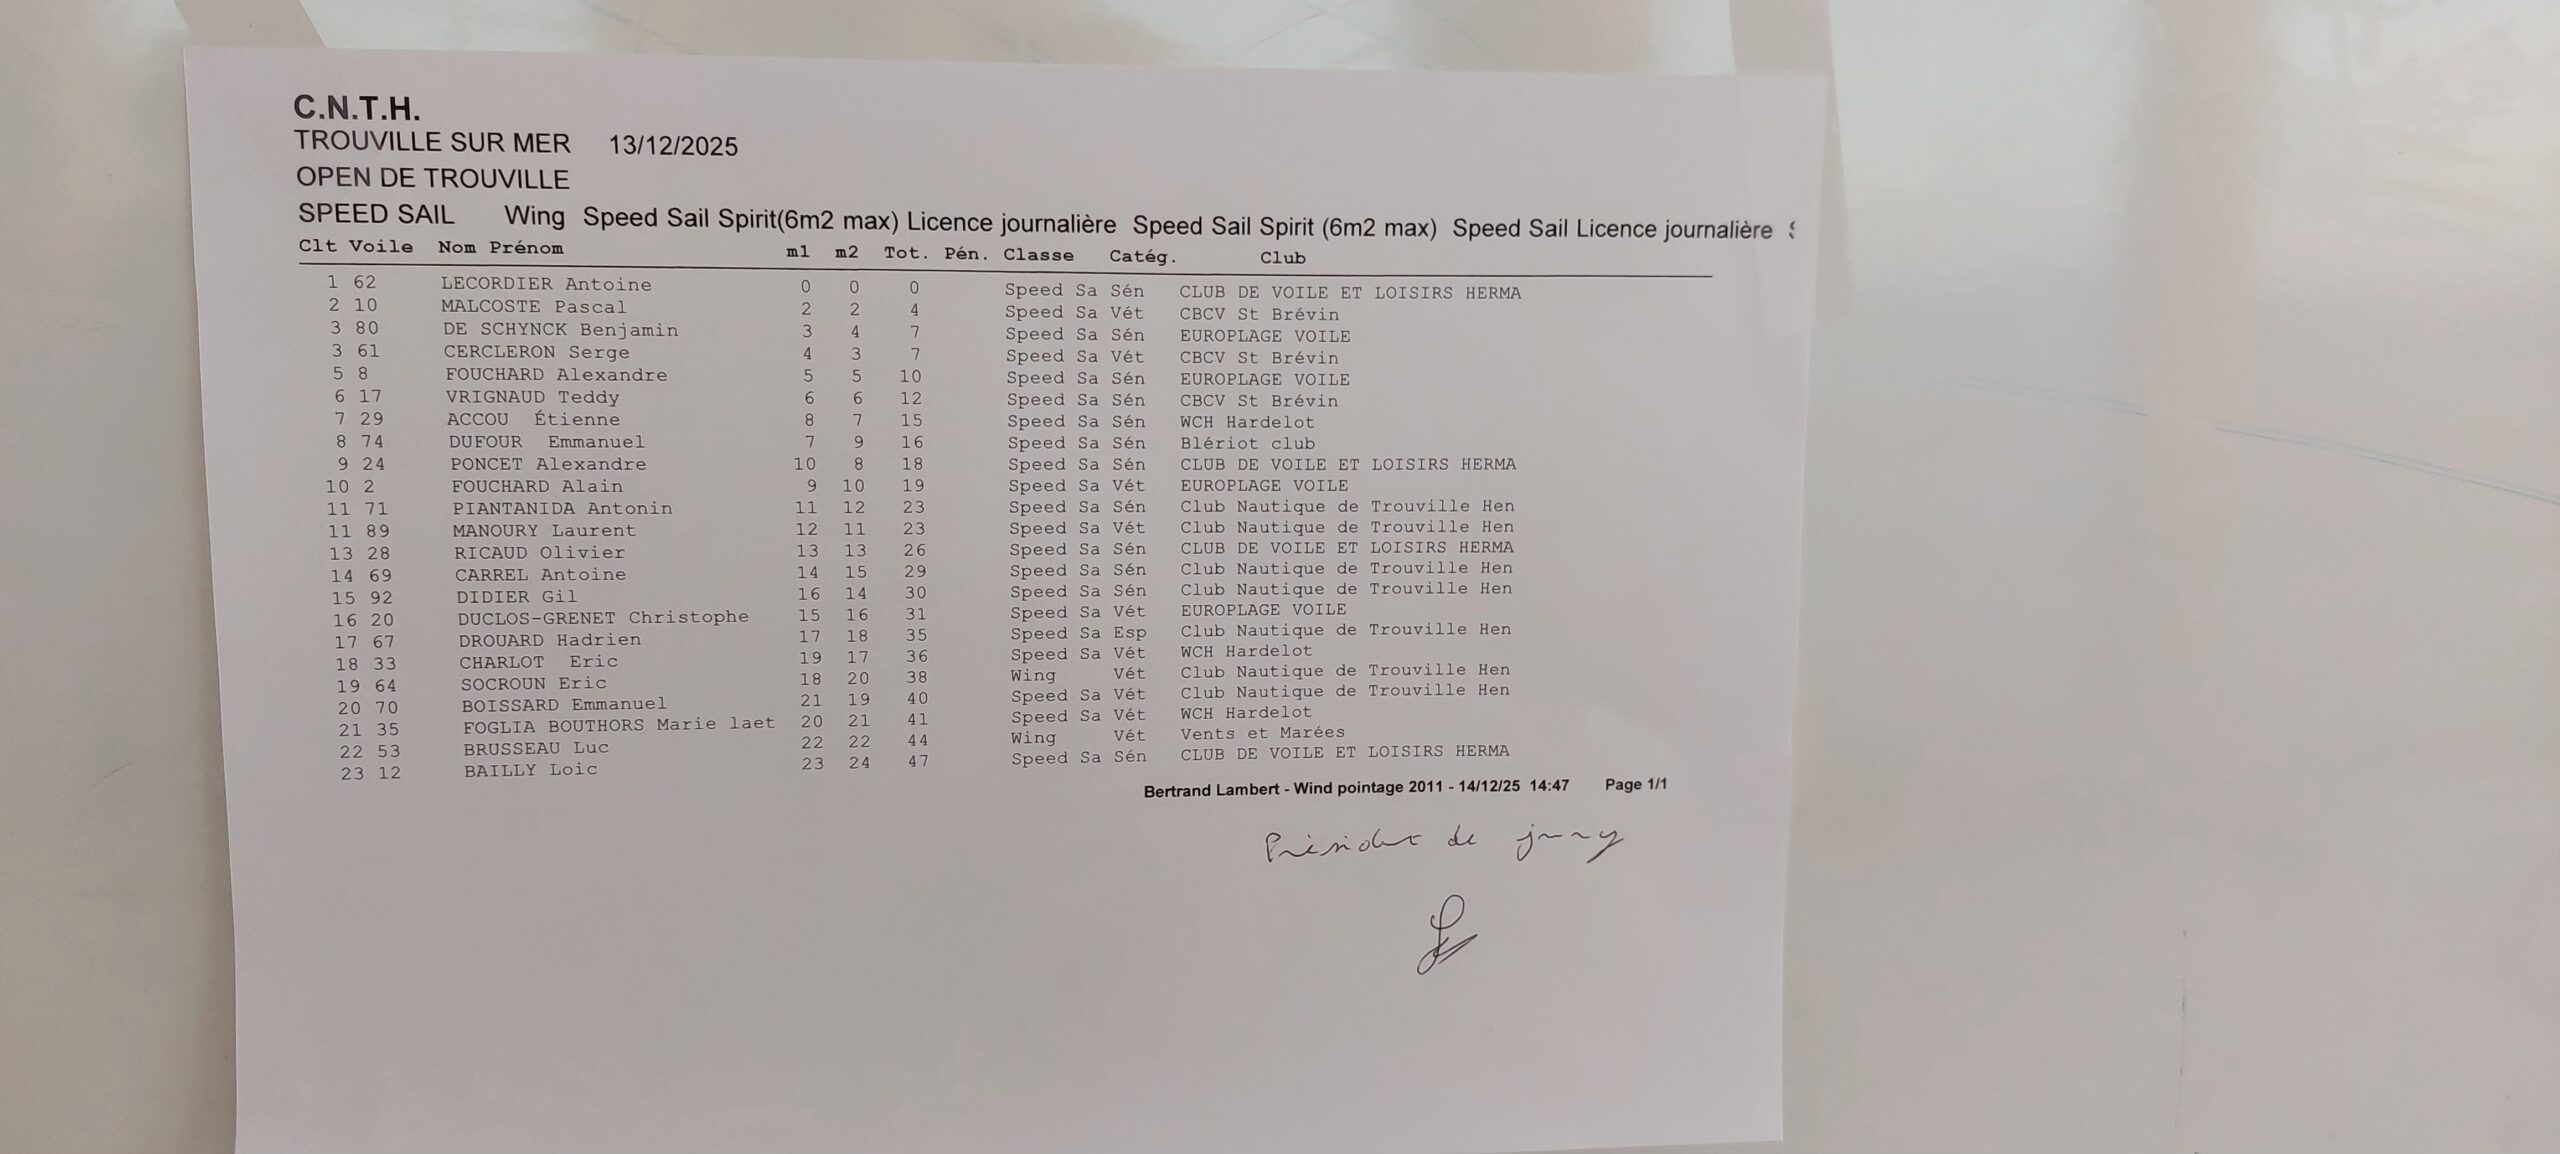 C.N.T.H.
TROUVILLE SUR MER 13/12/2025
OPEN DE TROUVILLE
SPEED SAIL Wing Speed Sail Spirit(6m2 max) Licence journalière Speed Sail Spirit (6m2 max) Speed Sail Licence journalière
Clt Voile Nom Prénom m1 m2 Tot. Pén. Classe Catég. Club
1 62 LECORDIER Antoine 0 0 0 Speed Sa Sén CLUB DE VOILE ET LOISIRS HERMA
2 10 MALCOSTE Pascal 2 2 4 Speed Sa Vét CBCV St Brévin
3 80 DE SCHYNCK Benjamin 3 4 7 Speed Sa Sén EUROPLAGE VOILE
3 61 CERCLERON Serge 4 3 7 Speed Sa Vét CBCV St Brévin
5 8 FOUCHARD Alexandre 5 5 10 Speed Sa Sén EUROPLAGE VOILE
6 17 VRIGNAUD Teddy 6 6 12 Speed Sa Sén CBCV St Brévin
7 29 ACCOU Étienne 8 7 15 Speed Sa Sén WCH Hardelot
8 74 DUFOUR Emmanuel 7 9 16 Speed Sa Sén Blériot club
9 24 PONCET Alexandre 10 8 18 Speed Sa Sén CLUB DE VOILE ET LOISIRS HERMA
10 2 FOUCHARD Alain 9 10 19 Speed Sa Vét EUROPLAGE VOILE
11 71 PIANTANIDA Antonin 11 12 23 Speed Sa Sén Club Nautique de Trouville Hen
11 89 MANOURY Laurent 12 11 23 Speed Sa Vét Club Nautique de Trouville Hen
13 28 RICAUD Olivier 13 13 26 Speed Sa Sén CLUB DE VOILE ET LOISIRS HERMA
14 69 CARREL Antoine 14 15 29 Speed Sa Sén Club Nautique de Trouville Hen
15 92 DIDIER Gil 16 14 30 Speed Sa Sén Club Nautique de Trouville Hen
16 20 DUCLOS-GRENET Christophe 15 16 31 Speed Sa Vét EUROPLAGE VOILE
17 67 DROUARD Hadrien 17 18 35 Speed Sa Esp Club Nautique de Trouville Hen
18 33 CHARLOT Eric 19 17 36 Speed Sa Vét WCH Hardelot
19 64 SOCROUN Eric 18 20 38 Wing Vét Club Nautique de Trouville Hen
20 70 BOISSARD Emmanuel 21 19 40 Speed Sa Vét Club Nautique de Trouville Hen
21 35 FOGLIA BOUTHORS Marie laet 20 21 41 Speed Sa Vét WCH Hardelot
22 53 BRUSSEAU Luc 22 22 44 Wing Vét Vents et Marées
23 12 BAILLY Loic 23 24 47 Speed Sa Sén CLUB DE VOILE ET LOISIRS HERMA
Bertrand Lambert - Wind pointage 2011 - 14/12/25 14:47 Page 1/1
Président de jury